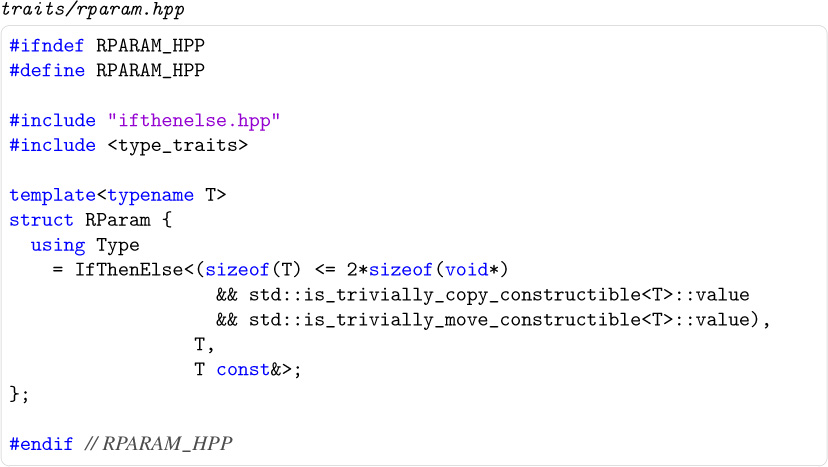 traits/rparam.hpp
#ifndef RPARAM_HPP
#define RPARAM_HPP
#include "ifthenelse.hpp"
#include <type_traits>
template<typename T>
struct RParam {
  using Type
    = IfThenElse<(sizeof(T) <= 2*sizeof(void*)
                   && std::is_trivially_copy_constructible<T>::value
                   && std::is_trivially_move_constructible<T>::value),
                 T,
                 T const&>;
};
#endif // RPARAM_HPP